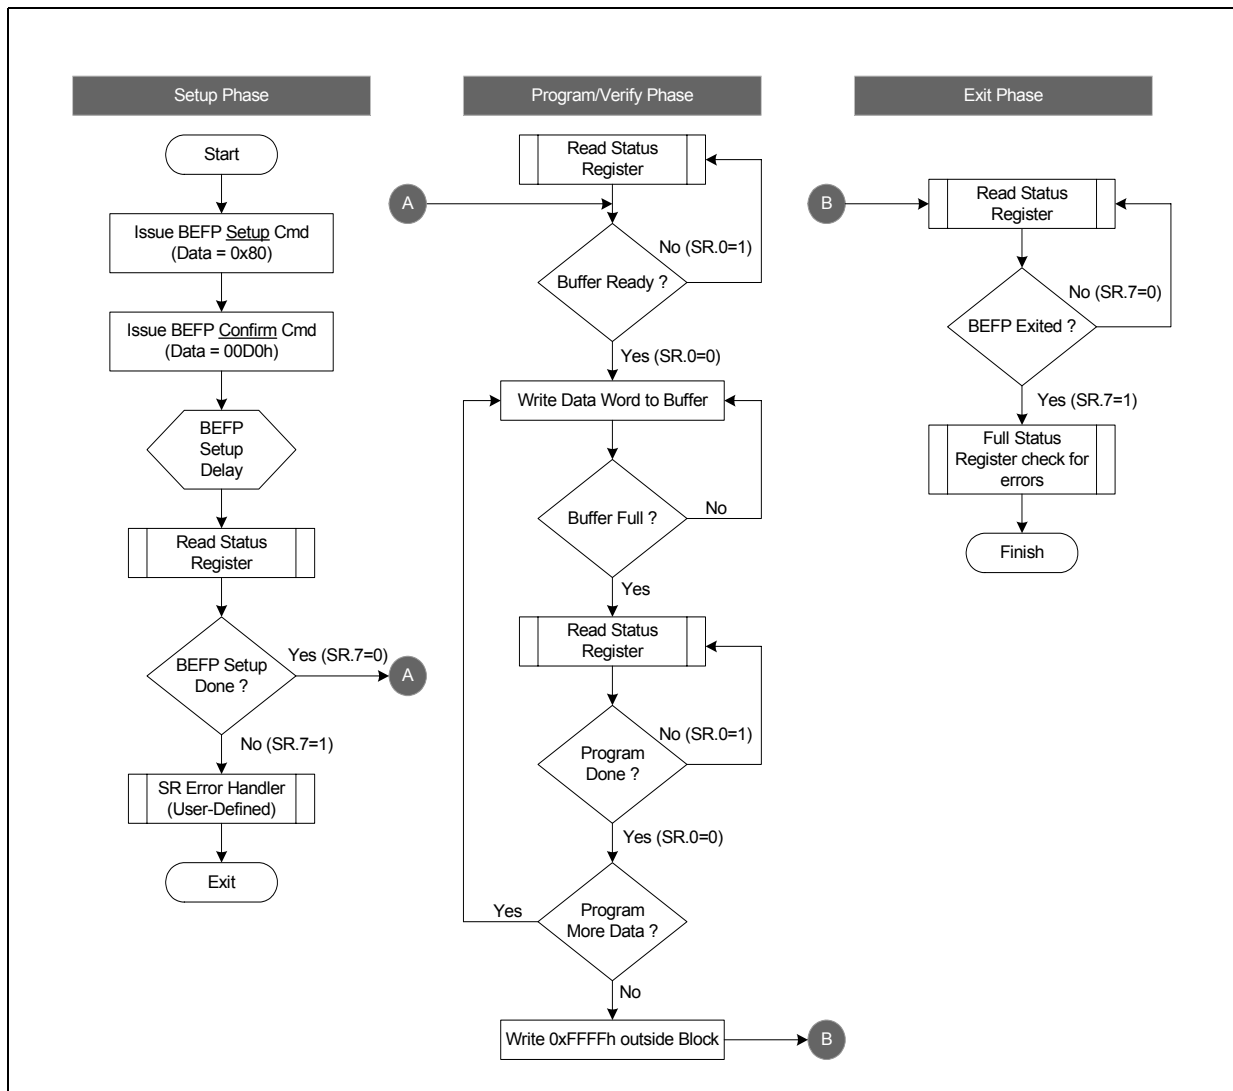 Setup Phase
Start
Issue BEFP Setup Cmd
(Data = 0x80)
Issue BEFP Confirm Cmd
(Data = 00D0h)
BEFP
Setup
Delay
Read Status
Register
BEFP Setup
Done ?
Yes (SR.7=0)
A
No (SR.7=1)
SR Error Handler
(User-Defined)
Exit
Program/Verify Phase
Read Status
Register
A
Buffer Ready ?
No (SR.0=1)
Yes (SR.0=0)
Write Data Word to Buffer
Buffer Full ?
No
Yes
Read Status
Register
Program
Done ?
No (SR.0=1)
Yes (SR.0=0)
Program
More Data ?
Yes
No
Write 0xFFFFh outside Block
B
Exit Phase
B
Read Status
Register
BEFP Exited ?
No (SR.7=0)
Yes (SR.7=1)
Full Status
Register check for
errors
Finish